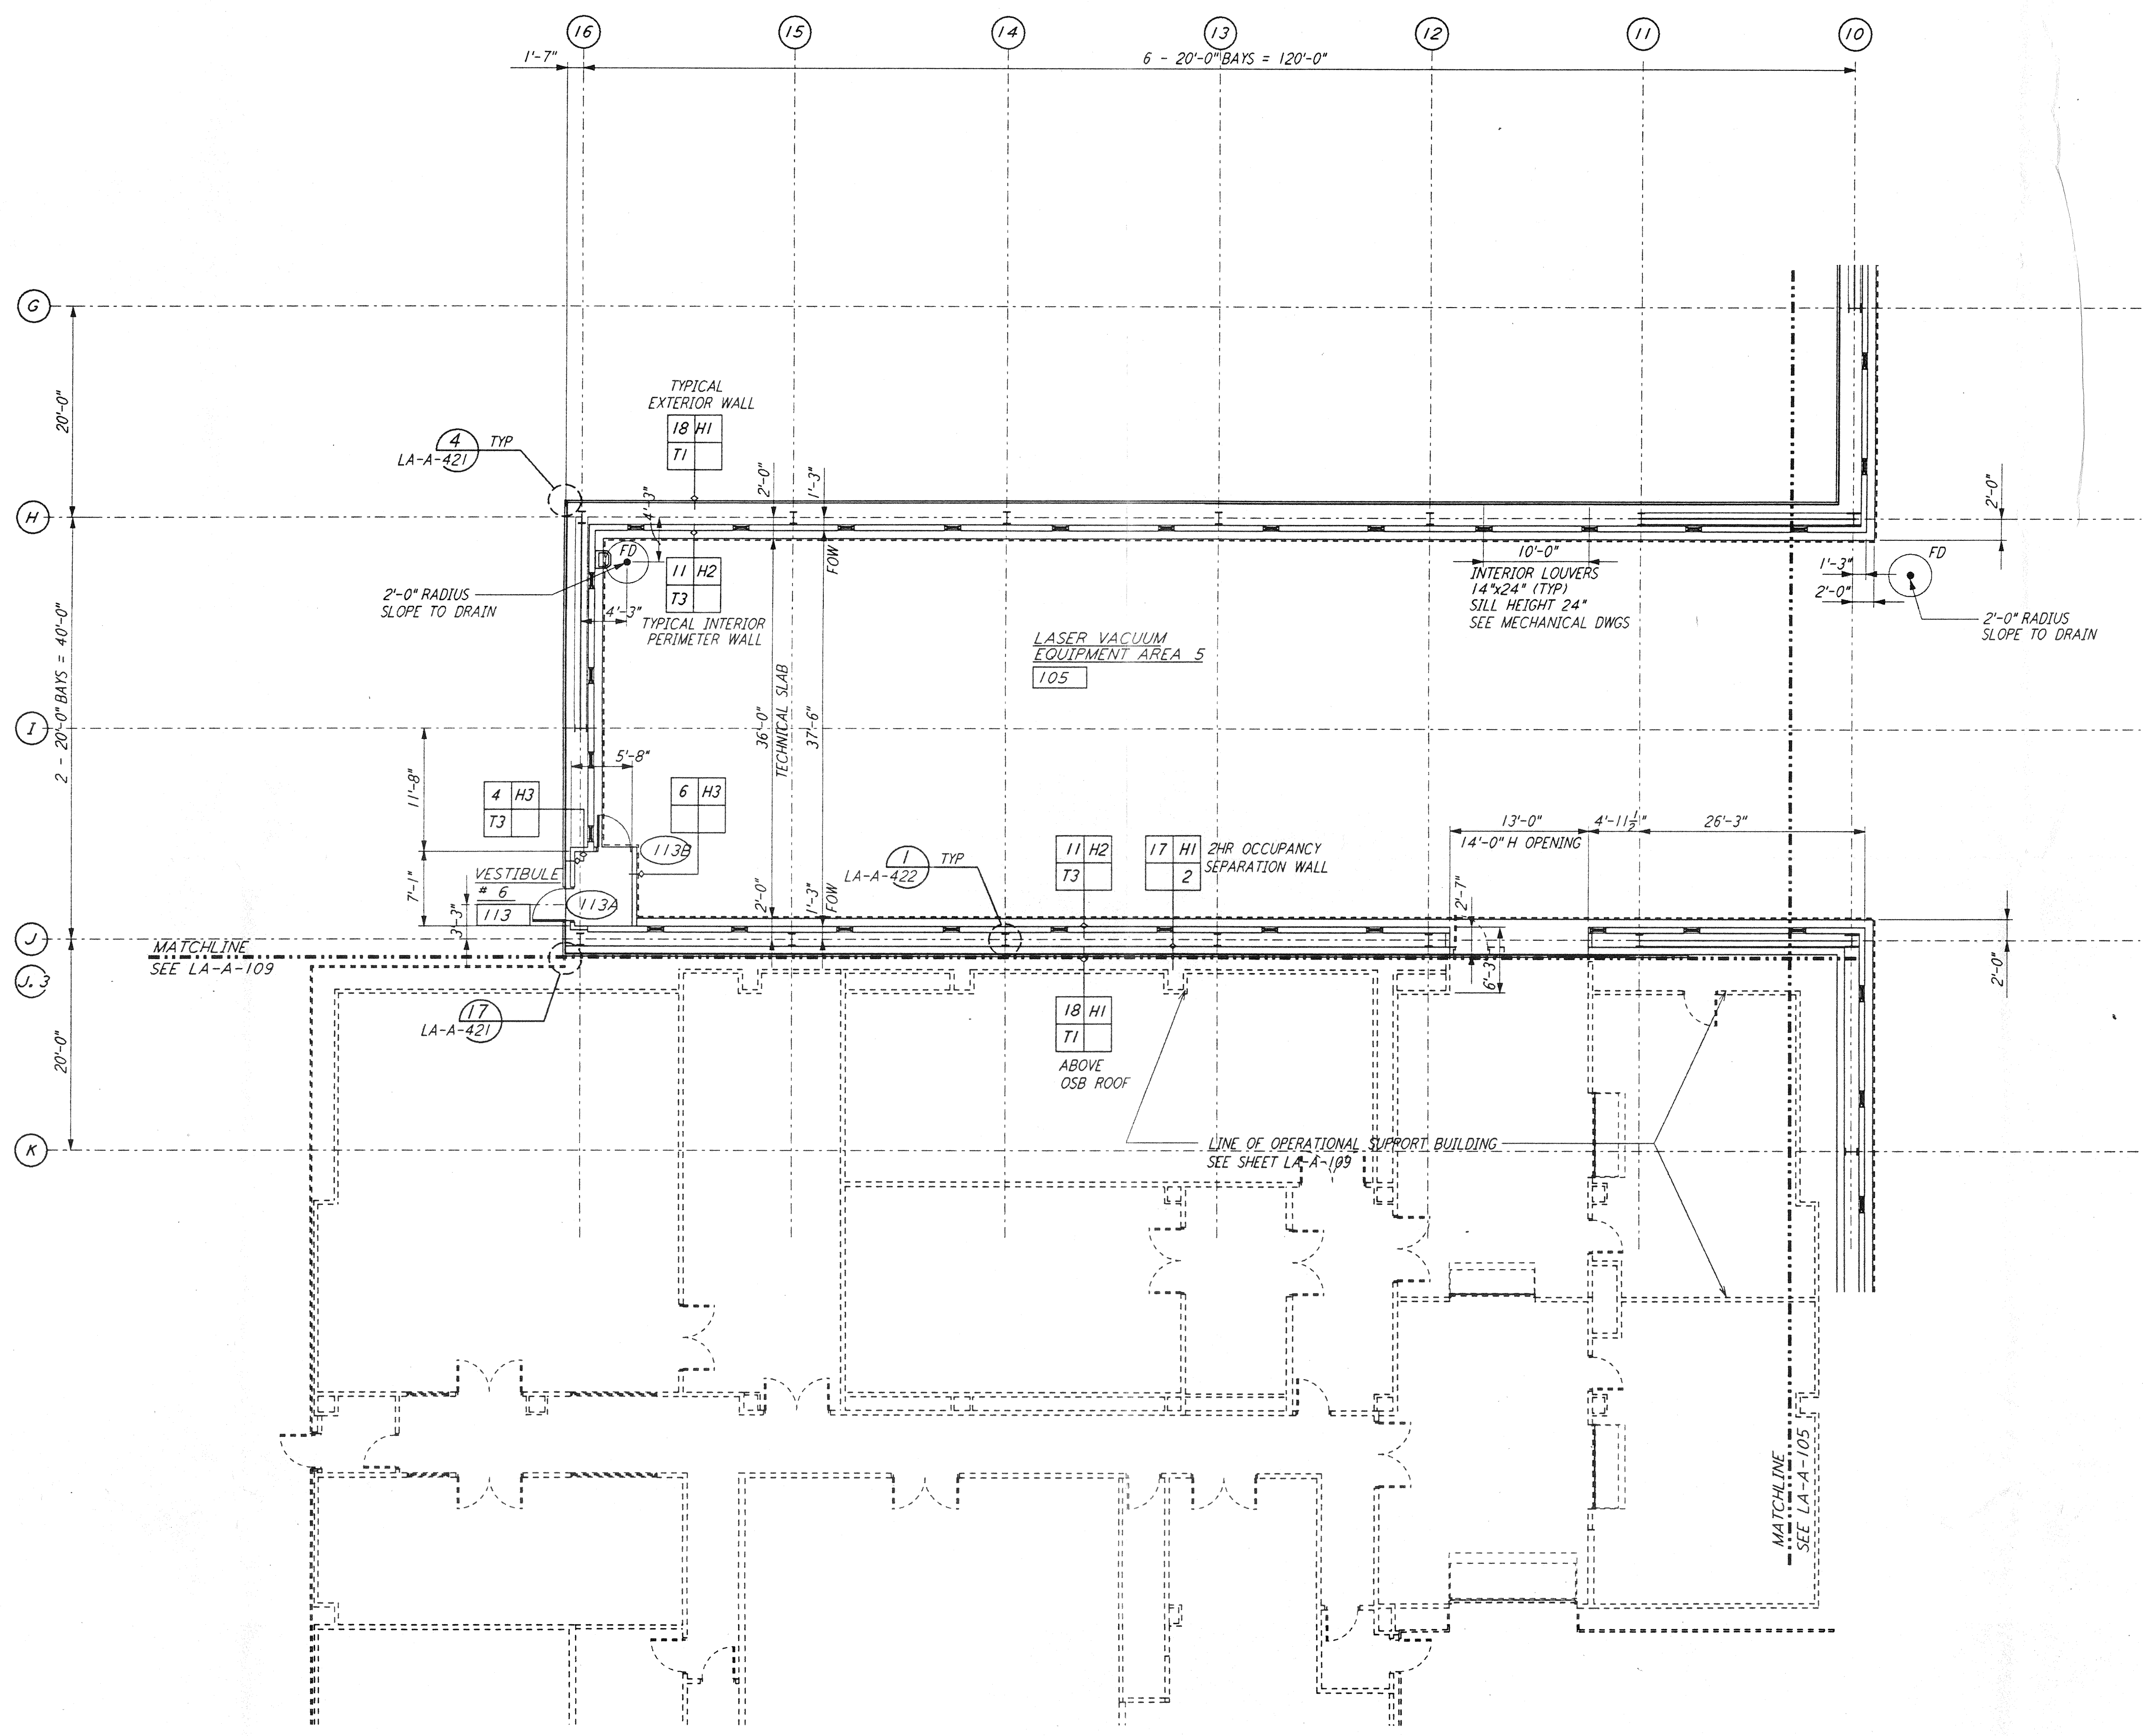 16
15
14
13
12
11
10
1'-7"
6 - 20'-0" BAYS = 120'-0"
G
20'-0"
TYPICAL
EXTERIOR WALL
18 H1
T1
4 TYP
LA-A-421
2'-0"
1'-3"
4'-3"
H
2'-0"
FD
FOW
10'-0"
FD
11 H2
T3
INTERIOR LOUVERS
14"x24" (TYP)
SILL HEIGHT 24"
SEE MECHANICAL DWGS
1'-3"
2'-0"
2'-0" RADIUS
SLOPE TO DRAIN
4'-3"
TYPICAL INTERIOR
PERIMETER WALL
2'-0" RADIUS
SLOPE TO DRAIN
LASER VACUUM
EQUIPMENT AREA 5
105
2 - 20'-0" BAYS = 40'-0"
I
36'-0"
TECHNICAL SLAB
37'-6"
5'-8"
11'-8"
4 H3
T3
6 H3
13'-0"
4'-11 1/2"
26'-3"
14'-0" H OPENING
113B
1 TYP
LA-A-422
11 H2
T3
17 H1
2
2HR OCCUPANCY
SEPARATION WALL
VESTIBULE
# 6
113
113A
7'-1"
3'-3"
2'-0"
1'-3"
FOW
2'-7"
6'-3"
2'-0"
J
MATCHLINE
SEE LA-A-109
J.3
17
LA-A-421
18 H1
T1
ABOVE
OSB ROOF
20'-0"
K
LINE OF OPERATIONAL SUPPORT BUILDING
SEE SHEET LA-A-109
MATCHLINE
SEE LA-A-105